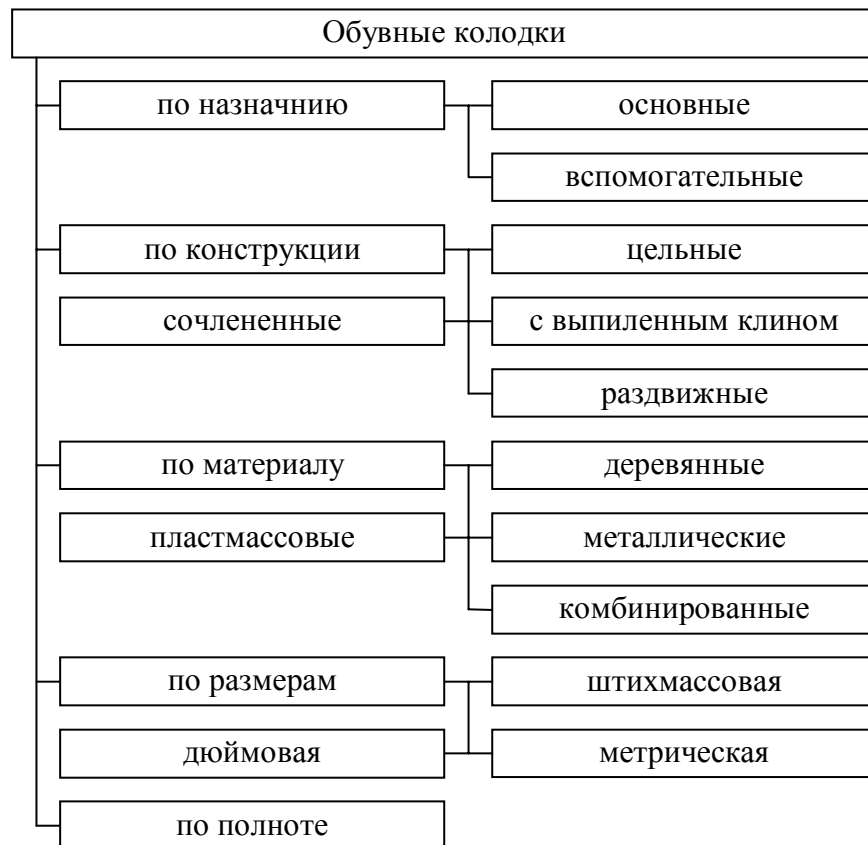 Обувные колодки
по назначнию
основные
вспомогательные
по конструкции
цельные
сочлененные
с выпиленным клином
раздвижные
по материалу
деревянные
пластмассовые
металлические
комбинированные
по размерам
штихмассовая
дюймовая
метрическая
по полноте